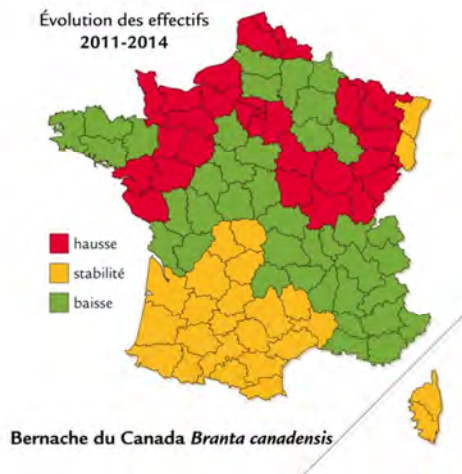 Évolution des effectifs
2011-2014
hausse
stabilité
baisse
Bernache du Canada Branta canadensis